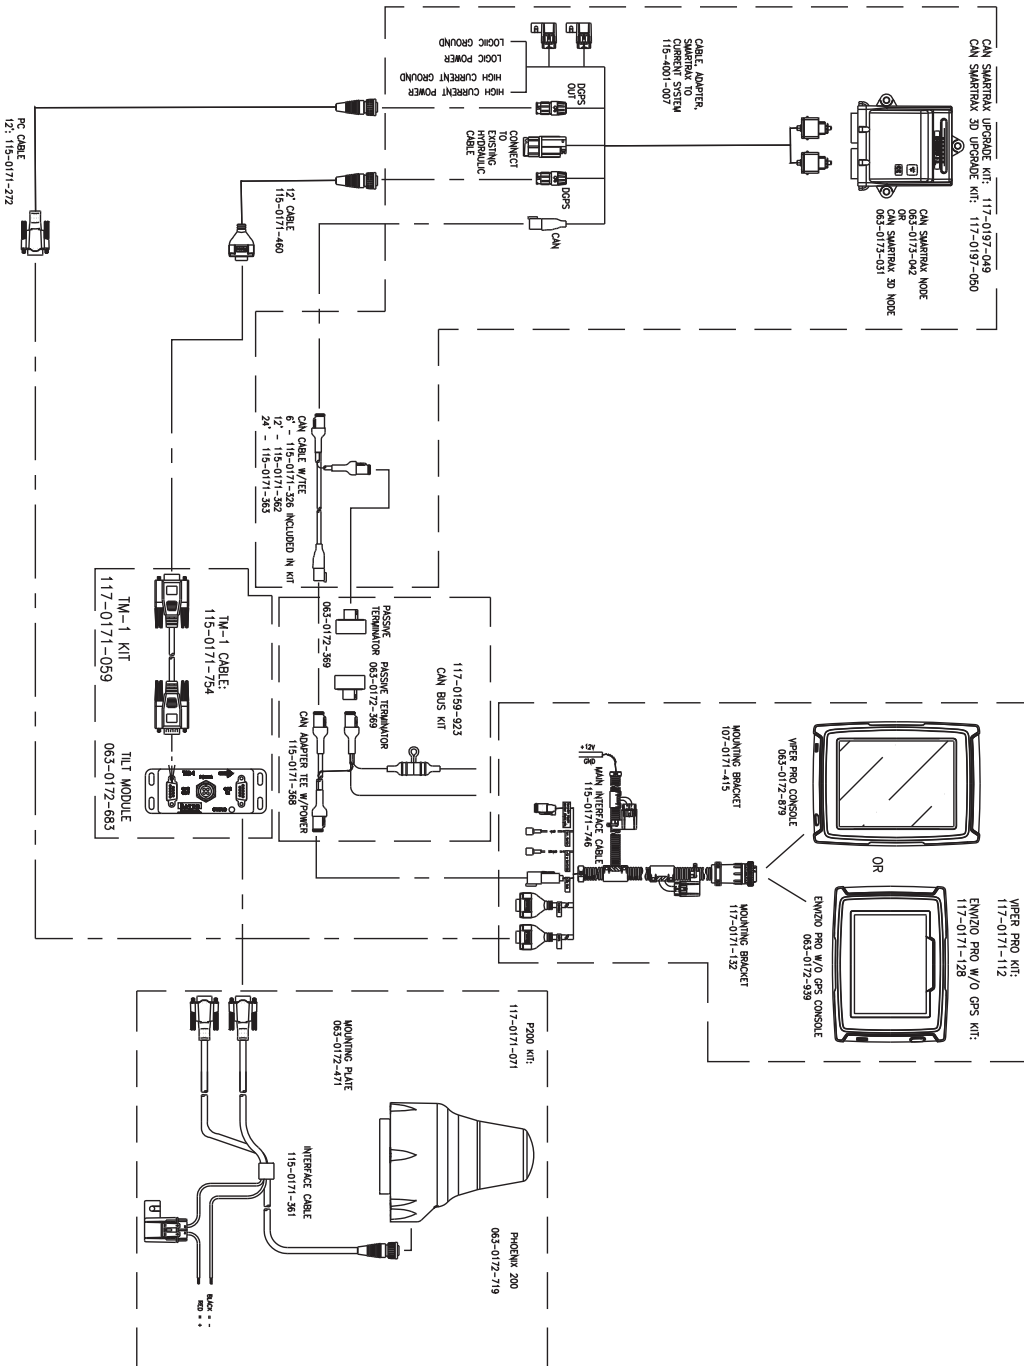 CAN SMARTRAX UPGRADE KIT: 117-0197-049
CAN SMARTRAX 3D UPGRADE KIT: 117-0197-050
CAN SMARTRAX NODE
063-0173-042
OR
CAN SMARTRAX 3D NODE
063-0173-031
CABLE, ADAPTER,
SMARTRAX TO
CURRENT SYSTEM
115-4001-007
LOGIC GROUND
LOGIC POWER
HIGH CURRENT GROUND
HIGH CURRENT POWER
DGPS
OUT
CONNECT
TO
EXISTING
HYDRAULIC
CABLE
DGPS
CAN
12' CABLE
115-0171-460
PC CABLE
12': 115-0171-272
CAN CABLE W/TEE
6' - 115-0171-326 INCLUDED IN KIT
12' - 115-0171-362
24' - 115-0171-363
117-0159-923
CAN BUS KIT
PASSIVE
TERMINATOR
063-0172-369
PASSIVE TERMINATOR
063-0172-369
CAN ADAPTER TEE W/POWER
115-0171-368
TM-1 KIT
117-0171-059
TM-1 CABLE:
115-0171-754
TILT MODULE
063-0172-683
VIPER PRO KIT:
117-0171-112
ENVIZIO PRO W/O GPS KIT:
117-0171-128
VIPER PRO CONSOLE
063-0172-879
OR
ENVIZIO PRO W/O GPS CONSOLE
063-0172-939
MOUNTING BRACKET
107-0171-415
MOUNTING BRACKET
117-0171-132
+12V
GND
MAIN INTERFACE CABLE
115-0171-746
P200 KIT:
117-0171-071
MOUNTING PLATE
063-0172-471
PHOENIX 200
063-0172-719
INTERFACE CABLE
115-0171-361
BLACK = -
RED = +